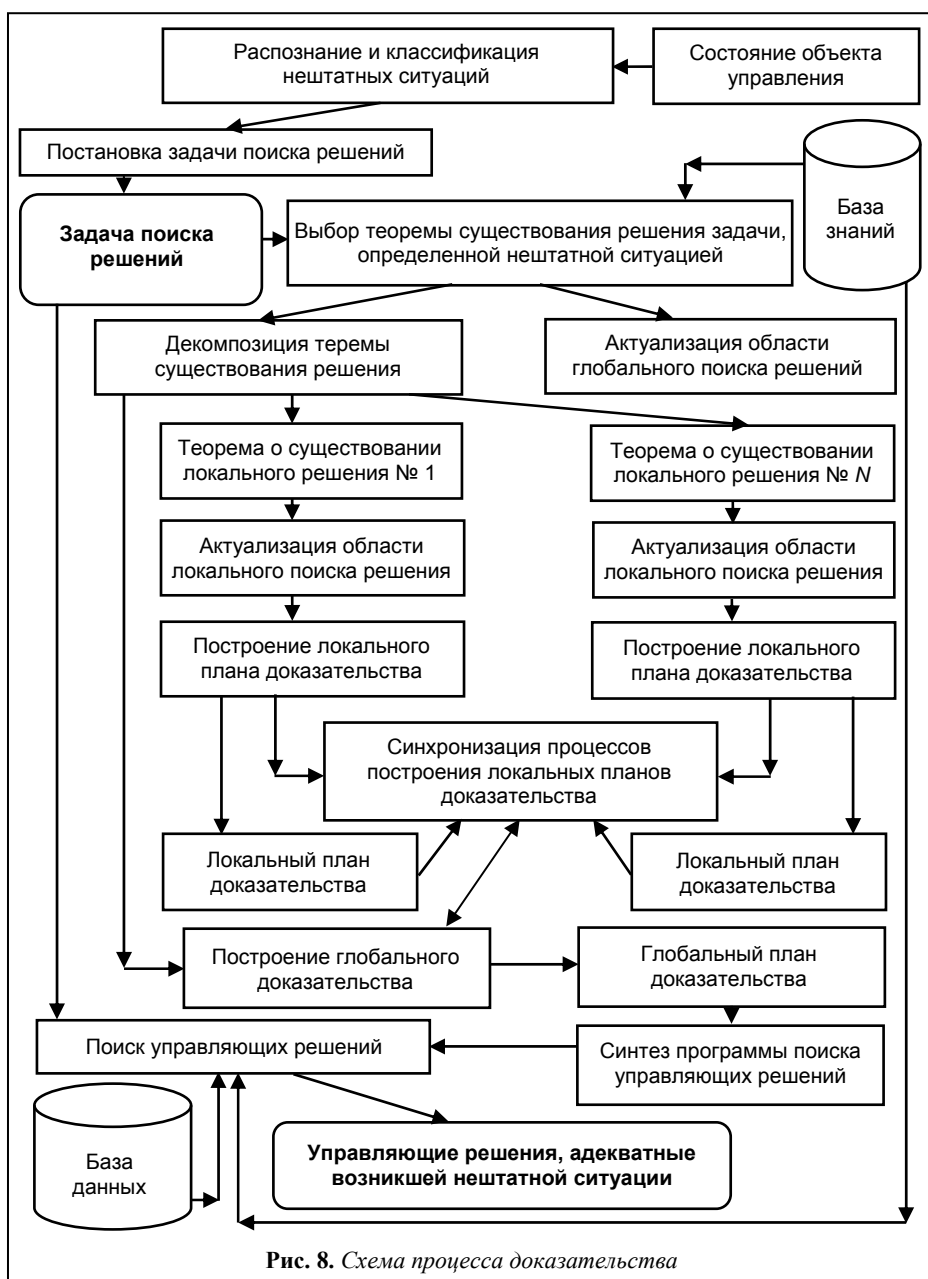 Распознание и классификация
нештатных ситуаций
Состояние объекта
управления
Постановка задачи поиска решений
Задача поиска
решений
Выбор теоремы существования решения задачи,
определенной нештатной ситуацией
База
знаний
Декомпозиция теремы
существования решения
Актуализация области
глобального поиска решений
Теорема о существовании
локального решения № 1
Теорема о существовании
локального решения № N
Актуализация области
локального поиска решения
Актуализация области
локального поиска решения
Построение локального
плана доказательства
Построение локального
плана доказательства
Синхронизация процессов
построения локальных планов
доказательства
Локальный план
доказательства
Локальный план
доказательства
Построение глобального
доказательства
Глобальный план
доказательства
Поиск управляющих решений
Синтез программы поиска
управляющих решений
База
данных
Управляющие решения, адекватные
возникшей нештатной ситуации
Рис. 8. Схема процесса доказательства